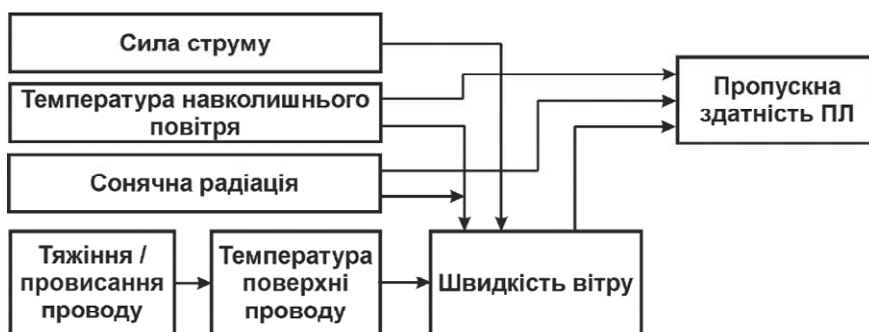 Сила струму
Температура навколишнього
повітря
Сонячна радіація
Тяжіння /
провисання
проводу
Температура
поверхні
проводу
Швидкість вітру
Пропускна
здатність ПЛ